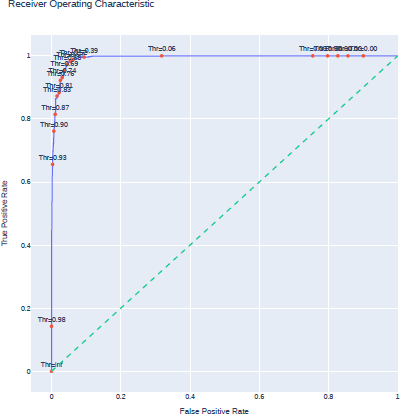 Receiver Operating Characteristic
Thr=0.39
Thr=0.06
Thr=0.69
Thr=0.74
Thr=0.76
Thr=0.81
Thr=0.83
Thr=0.87
Thr=0.90
Thr=0.93
Thr=0.98
Thr=inf
1
0.8
0.6
0.4
0.2
0
True Positive Rate
0
0.2
0.4
0.6
0.8
1
False Positive Rate